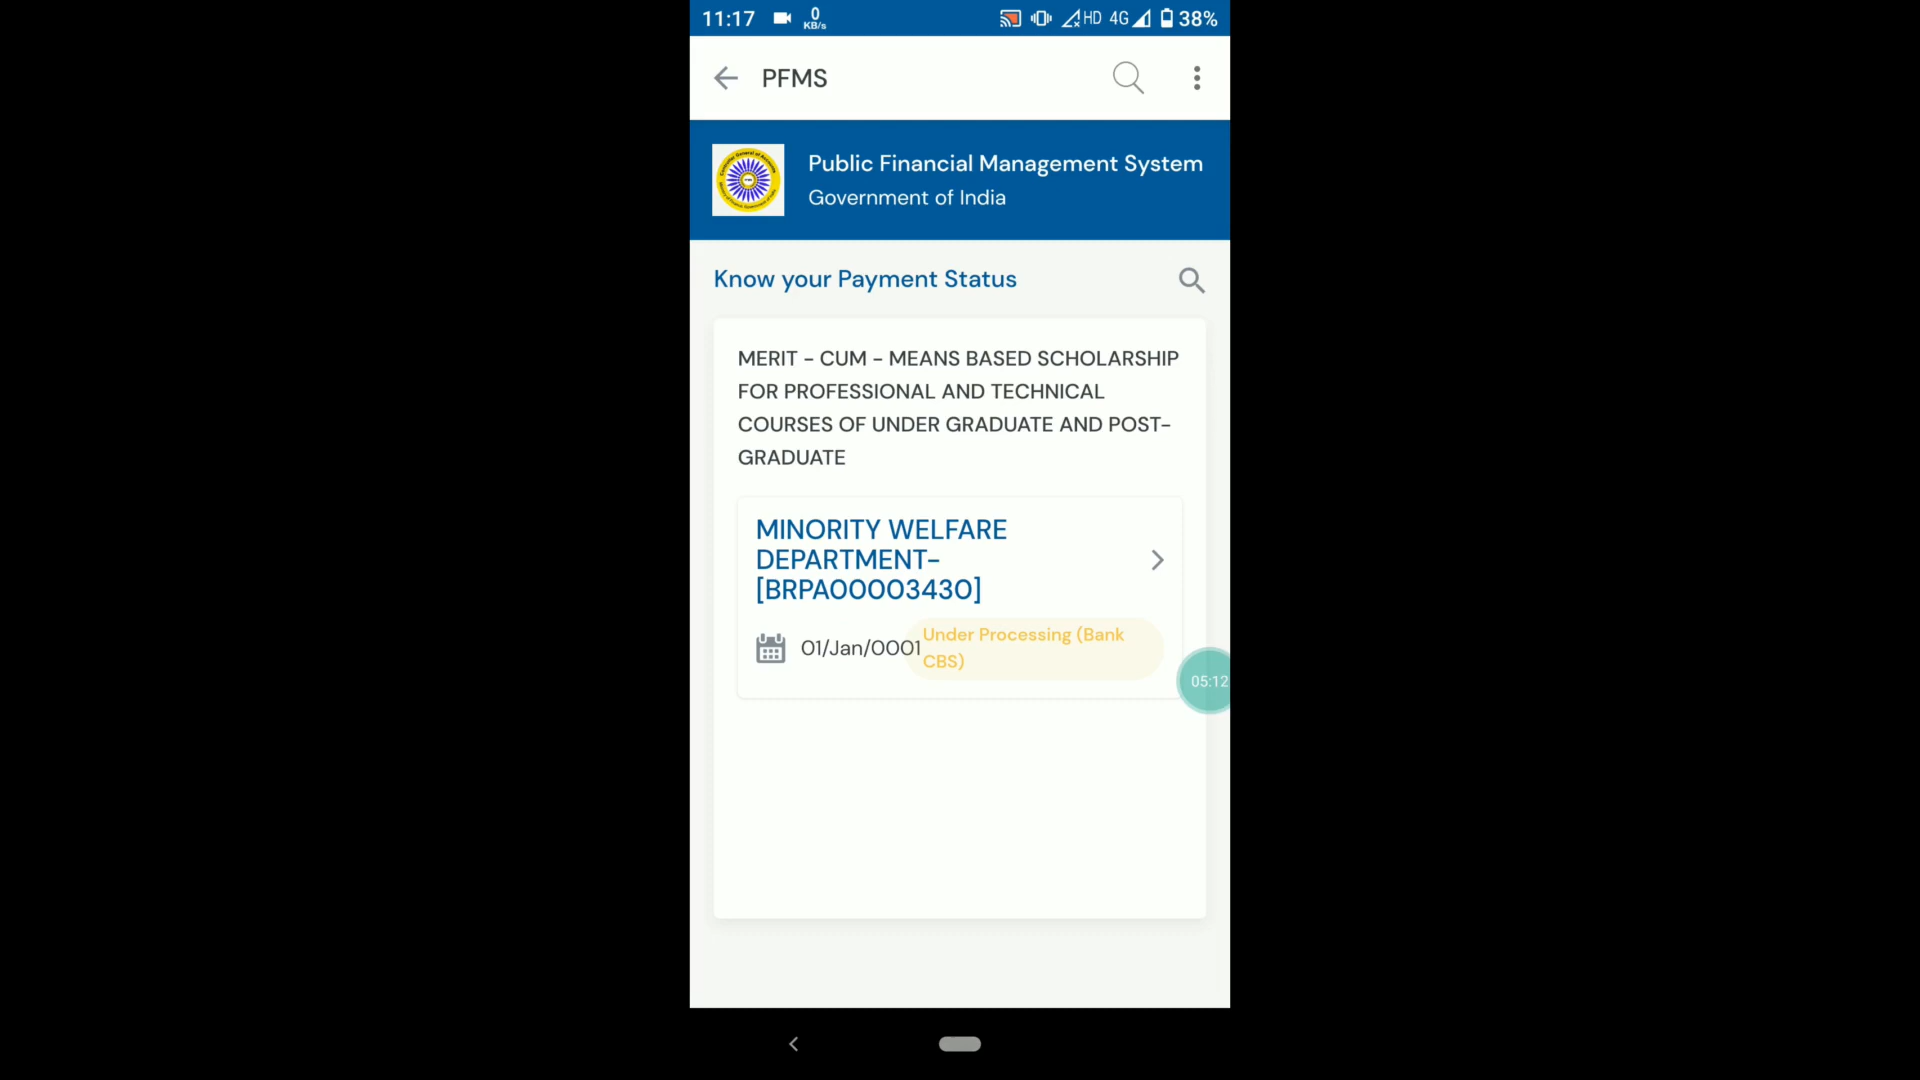 11:17 0 KB/s HD 4G 38%
PFMS
Public Financial Management System
Government of India
Know your Payment Status
MERIT - CUM - MEANS BASED SCHOLARSHIP
FOR PROFESSIONAL AND TECHNICAL
COURSES OF UNDER GRADUATE AND POST-
GRADUATE
MINORITY WELFARE
DEPARTMENT-
[BRPA00003430]
01/Jan/0001 Under Processing (Bank
CBS)
05:12